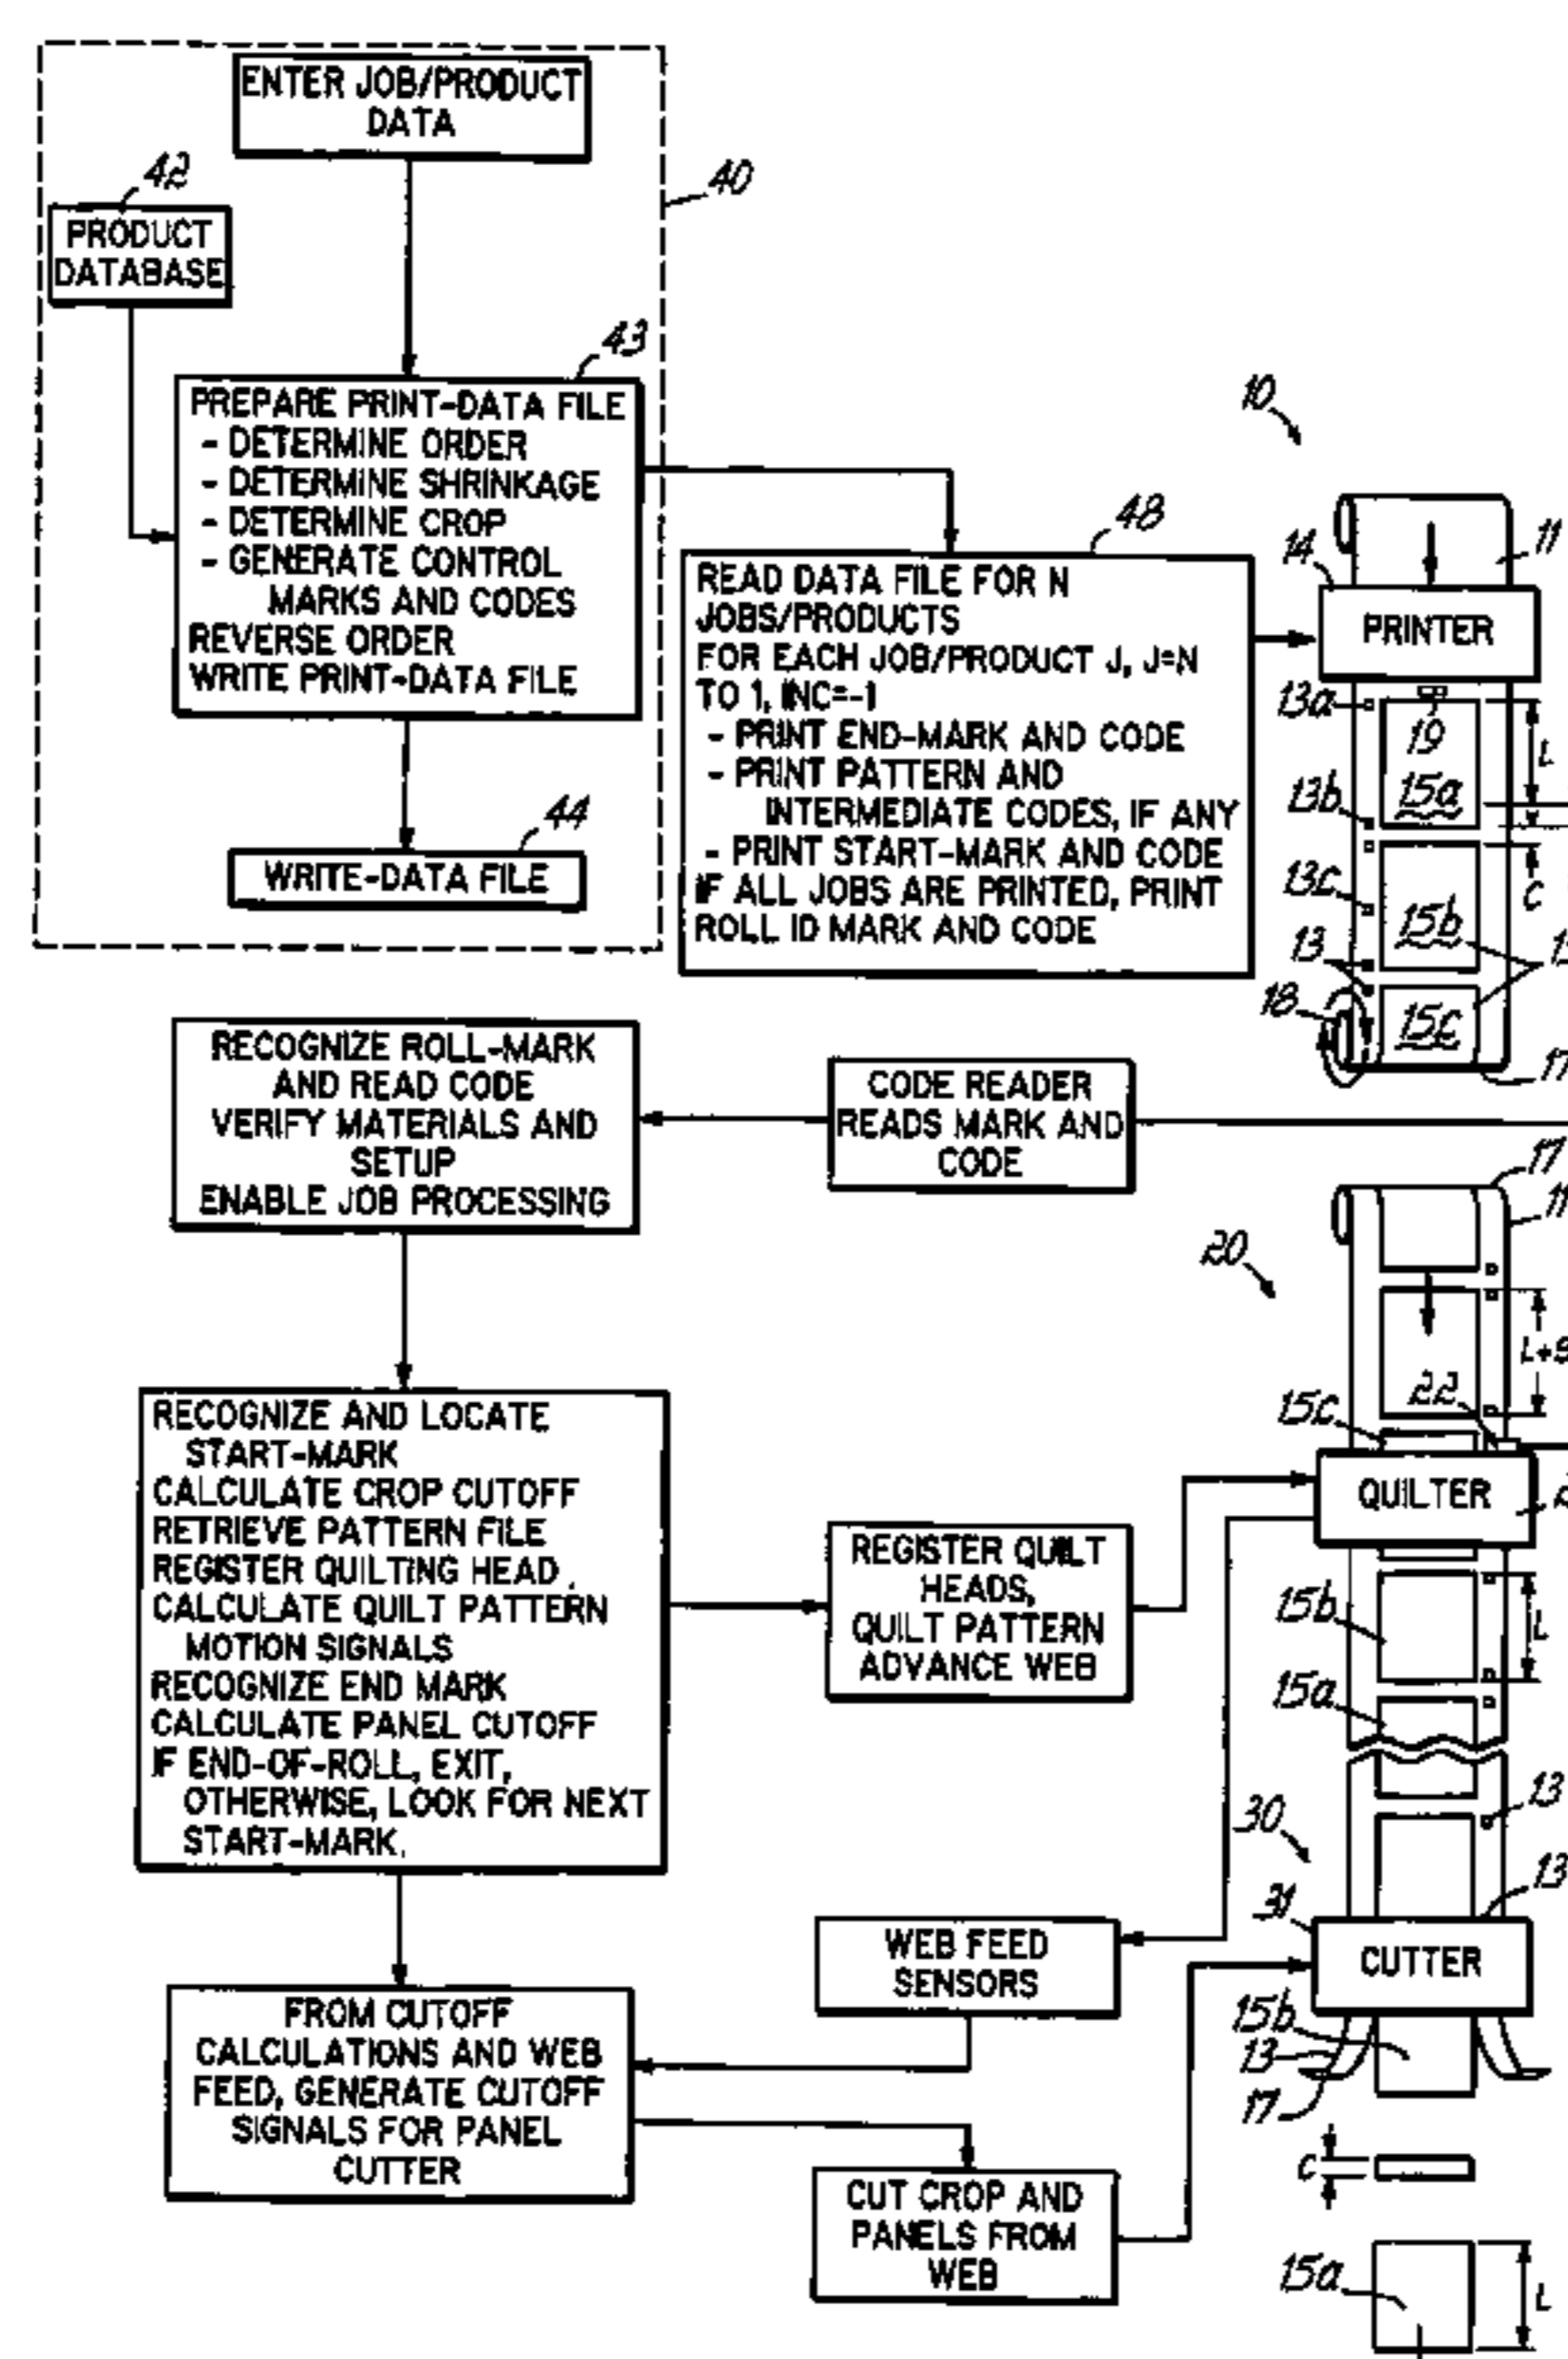 ENTER JOB/PRODUCT
DATA
42
40
PRODUCT
DATABASE
43
PREPARE PRINT-DATA FILE
- DETERMINE ORDER
- DETERMINE SHRINKAGE
- DETERMINE CROP
- GENERATE CONTROL
MARKS AND CODES
REVERSE ORDER
WRITE PRINT-DATA FILE
44
WRITE-DATA FILE
48
READ DATA FILE FOR N
JOBS/PRODUCTS
FOR EACH JOB/PRODUCT J, J=N
TO 1, INC=-1
- PRINT END-MARK AND CODE
- PRINT PATTERN AND
INTERMEDIATE CODES, IF ANY
- PRINT START-MARK AND CODE
IF ALL JOBS ARE PRINTED, PRINT
ROLL ID MARK AND CODE
10
11
14
PRINTER
13a
19
L
13b
15a
13c
C
15b
13
18
15c
17
RECOGNIZE ROLL-MARK
AND READ CODE
VERIFY MATERIALS AND
SETUP
ENABLE JOB PROCESSING
CODE READER
READS MARK AND
CODE
17
11
20
L+S
22
15c
QUILTER
RECOGNIZE AND LOCATE
START-MARK
CALCULATE CROP CUTOFF
RETRIEVE PATTERN FILE
REGISTER QUILTING HEAD.
CALCULATE QUILT PATTERN
MOTION SIGNALS
RECOGNIZE END MARK
CALCULATE PANEL CUTOFF
IF END-OF-ROLL, EXIT,
OTHERWISE, LOOK FOR NEXT
START-MARK.
REGISTER QUILT
HEADS,
QUILT PATTERN
ADVANCE WEB
15b
L
15a
13
30
13
31
CUTTER
WEB FEED
SENSORS
15b
13
17
FROM CUTOFF
CALCULATIONS AND WEB
FEED, GENERATE CUTOFF
SIGNALS FOR PANEL
CUTTER
CUT CROP AND
PANELS FROM
WEB
C
15a
L